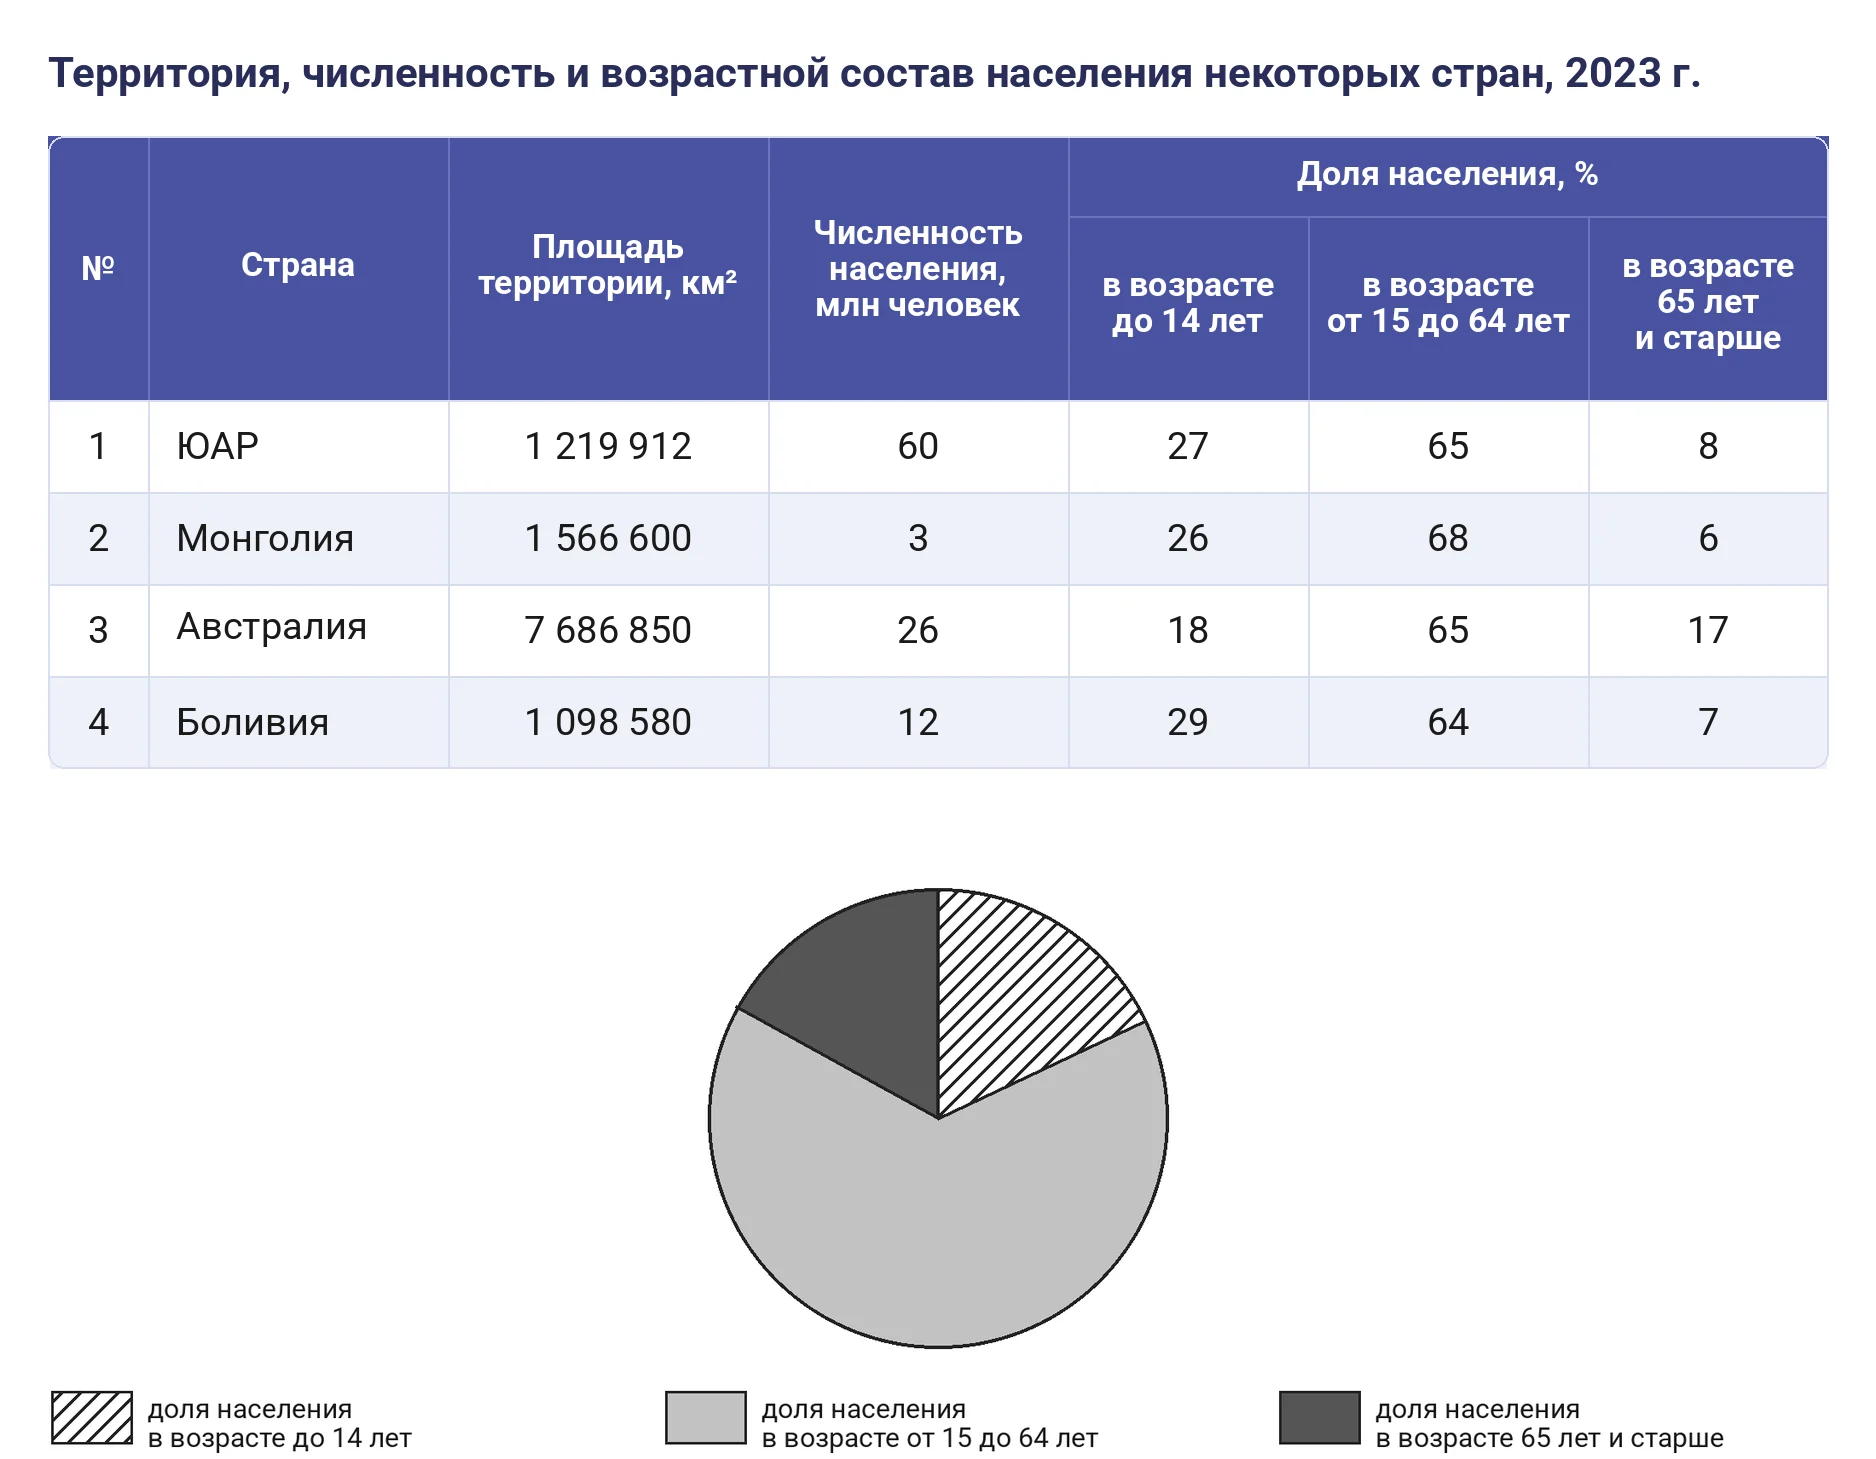 Территория, численность и возрастной состав населения некоторых стран, 2023 г.
№
Страна
Площадь
территории, км²
Численность
населения,
млн человек
Доля населения, %
в возрасте
до 14 лет
в возрасте
от 15 до 64 лет
в возрасте
65 лет
и старше
1 ЮАР 1 219 912 60 27 65 8
2 Монголия 1 566 600 3 26 68 6
3 Австралия 7 686 850 26 18 65 17
4 Боливия 1 098 580 12 29 64 7
доля населения
в возрасте до 14 лет
доля населения
в возрасте от 15 до 64 лет
доля населения
в возрасте 65 лет и старше